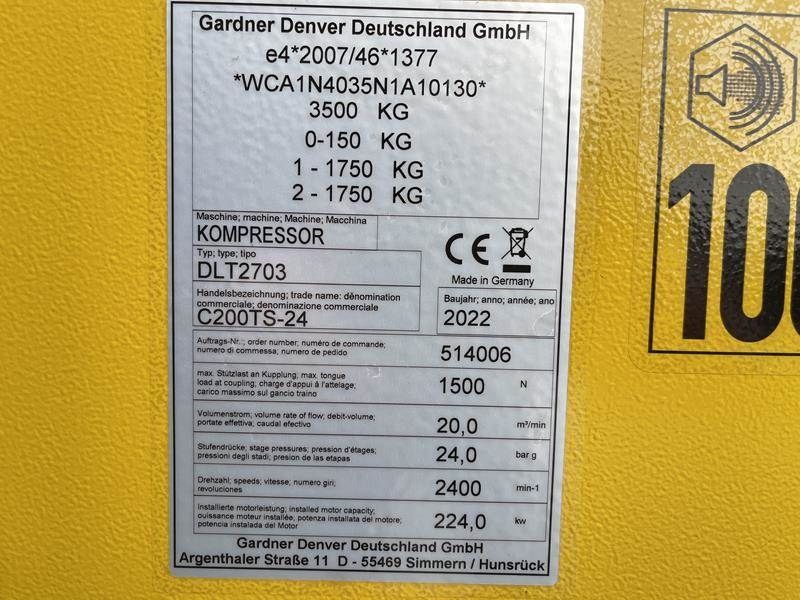 Gardner Denver Deutschland GmbH
e4*2007/46*1377
*WCA1N4035N1A10130*
3500 KG
0-150 KG
1 - 1750 KG
2 - 1750 KG
Maschine; machine; Machine; Macchina
KOMPRESSOR
Typ; type; tipo
DLT2703
CE
Made in Germany
Handelsbezeichnung; trade name: dènomination
commerciale; denominazione commerciale
C200TS-24
Baujahr; anno; année; ano
2022
Auftrags-Nr..; order number; numéro de commande;
numero di commessa; numero de pedido
514006
max. Stützlast an Kupplung; max. tongue
load at coupling; charge d'appui à l'attelage;
carico massimo sul gancio traino
1500 N
Volumenstrom; volume rate of flow; debit-volume;
portate effettiva; caudal efectivo
20,0 m³/min
Stufendrücke; stage pressures; pression d'étages;
pressioni degli stadi; presion de las etapas
24,0 bar g
Drehzahl; speeds; vitesse; numero giri;
revoluciones
2400 min-1
Installierte motorleistung; installed motor capacity;
ouissance moteur installée; potenza installata del motore;
potencia instalada del Motor
224,0 kw
Gardner Denver Deutschland GmbH
Argenthaler Straße 11 D - 55469 Simmern / Hunsrück
100